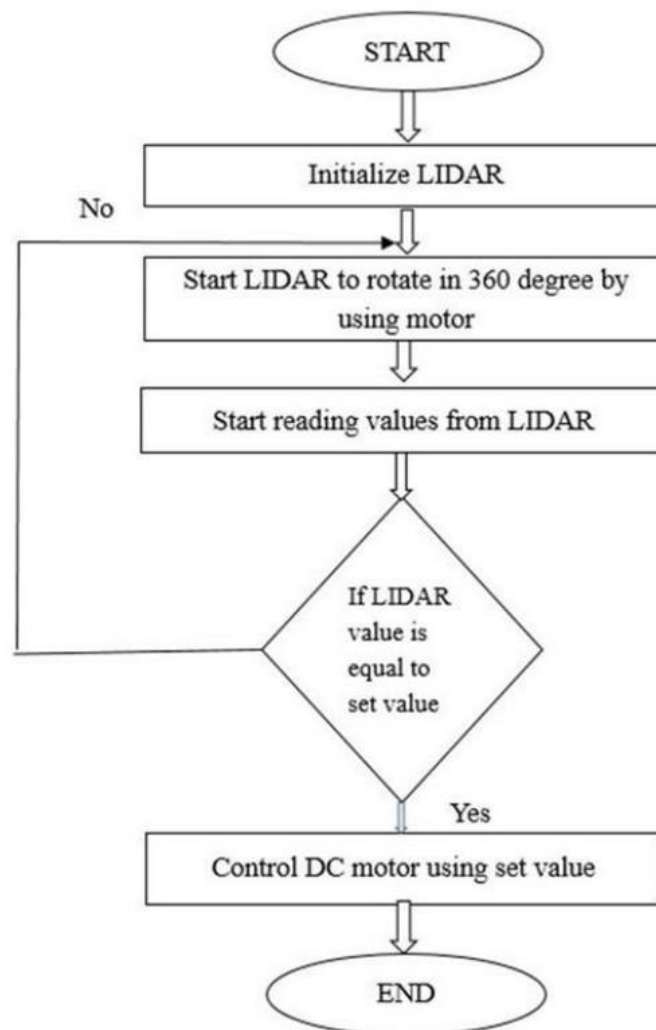 START
Initialize LIDAR
No
Start LIDAR to rotate in 360 degree by
using motor
Start reading values from LIDAR
If LIDAR
value is
equal to
set value
Yes
Control DC motor using set value
END